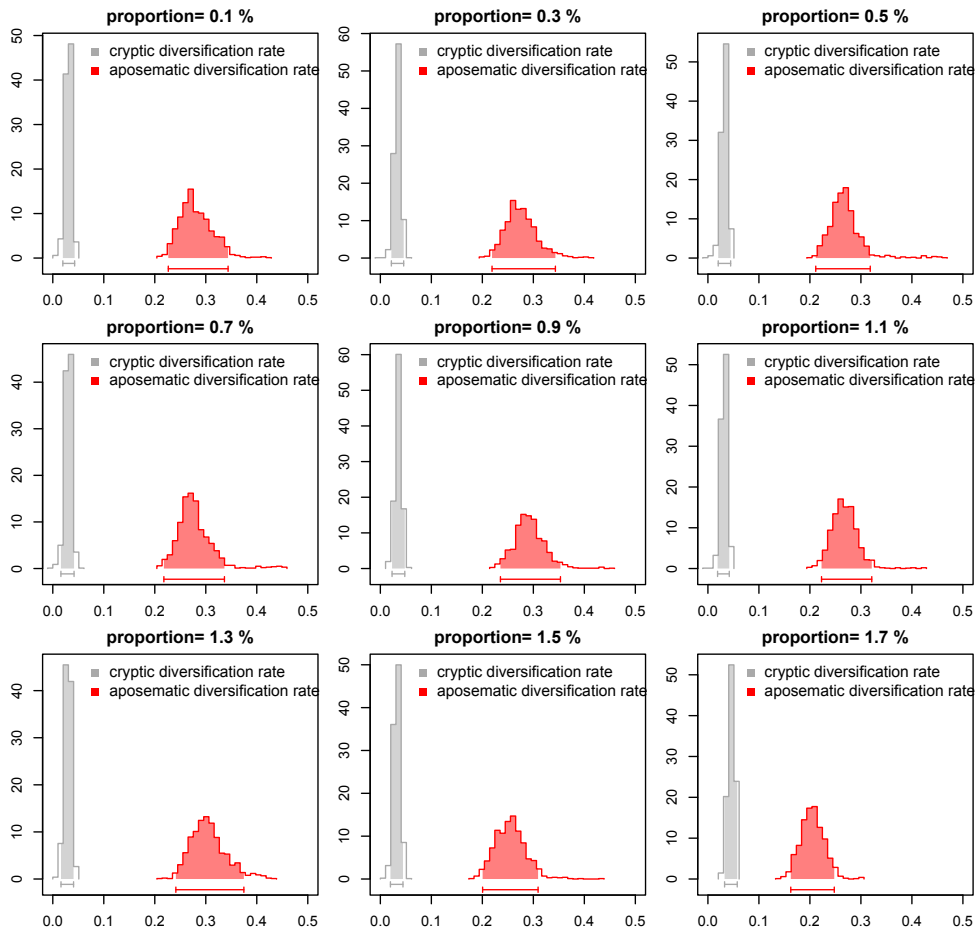 proportion= 0.1 %
cryptic diversification rate
aposematic diversification rate
0 10 20 30 40 50
0.0 0.1 0.2 0.3 0.4 0.5
proportion= 0.3 %
cryptic diversification rate
aposematic diversification rate
0 10 20 30 40 50 60
0.0 0.1 0.2 0.3 0.4 0.5
proportion= 0.5 %
cryptic diversification rate
aposematic diversification rate
0 10 20 30 40 50
0.0 0.1 0.2 0.3 0.4 0.5
proportion= 0.7 %
cryptic diversification rate
aposematic diversification rate
0 10 20 30 40
0.0 0.1 0.2 0.3 0.4 0.5
proportion= 0.9 %
cryptic diversification rate
aposematic diversification rate
0 10 20 30 40 50 60
0.0 0.1 0.2 0.3 0.4 0.5
proportion= 1.1 %
cryptic diversification rate
aposematic diversification rate
0 10 20 30 40 50
0.0 0.1 0.2 0.3 0.4 0.5
proportion= 1.3 %
cryptic diversification rate
aposematic diversification rate
0 10 20 30 40
0.0 0.1 0.2 0.3 0.4 0.5
proportion= 1.5 %
cryptic diversification rate
aposematic diversification rate
0 10 20 30 40 50
0.0 0.1 0.2 0.3 0.4 0.5
proportion= 1.7 %
cryptic diversification rate
aposematic diversification rate
0 10 20 30 40 50
0.0 0.1 0.2 0.3 0.4 0.5